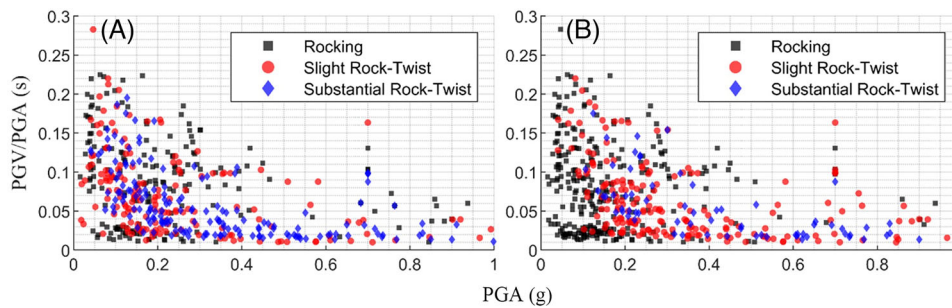 (A)
Rocking
Slight Rock-Twist
Substantial Rock-Twist
0.3
0.25
0.2
0.15
0.1
0.05
0
0 0.2 0.4 0.6 0.8 1
PGV/PGA (s)
(B)
Rocking
Slight Rock-Twist
Substantial Rock-Twist
0.3
0.25
0.2
0.15
0.1
0.05
0
0 0.2 0.4 0.6 0.8
PGA (g)